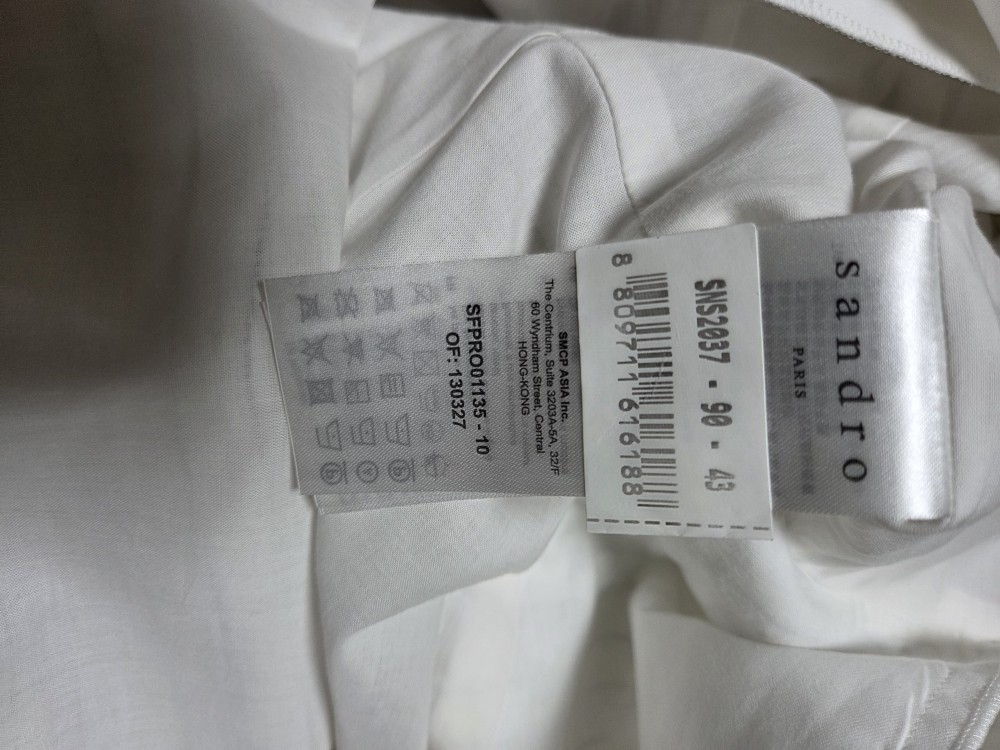 sandro
PARIS
SNS2037 - 90 - 43
8 809711 616188
SMCP ASIA Inc.
The Centrium, Suite 3203A-5A, 32/F
60 Wyndham Street, Central
HONG-KONG
SFPRO01135 - 10
OF: 130327